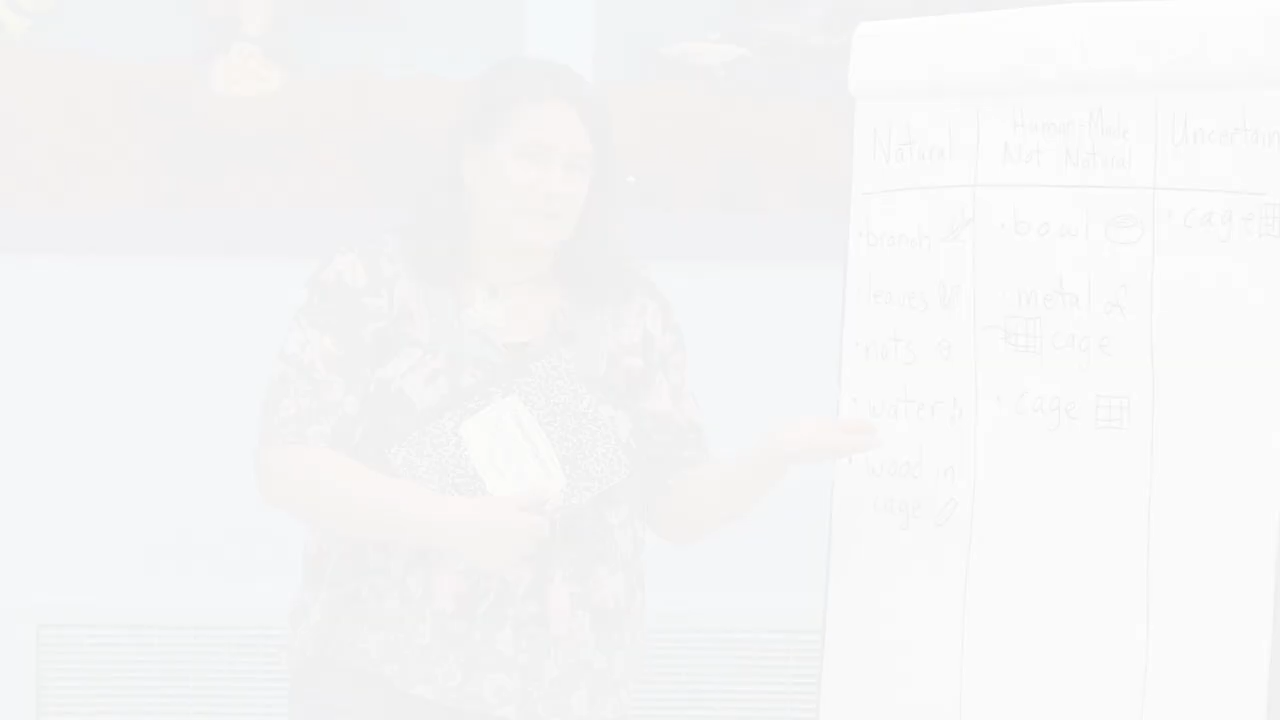 Natural
Human-Made
Not Natural
Uncertain
• branch
• leaves
• nuts
• water
• wood in
cage
• bowl
• metal
cage
• cage
• cage